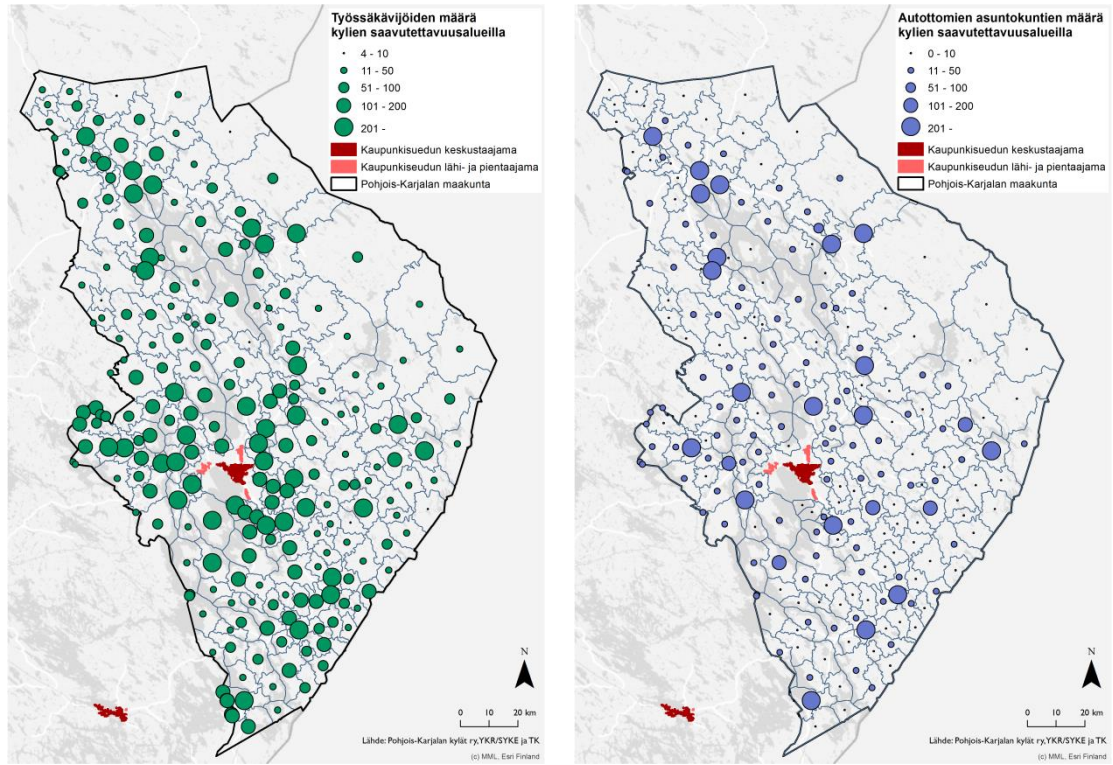 Työssäkävijöiden määrä
kylien saavutettavuusalueilla
4 - 10
11 - 50
51 - 100
101 - 200
201 -
Kaupunkisuedun keskustaajama
Kaupunkiseudun lähi- ja pientaajama
Pohjois-Karjalan maakunta
N
0 10 20 km
Lähde: Pohjois-Karjalan kylät ry,YKR/SYKE ja TK
(c) MML, Esri Finland
Autottomien asuntokuntien määrä
kylien saavutettavuusalueilla
0 - 10
11 - 50
51 - 100
101 - 200
201 -
Kaupunkisuedun keskustaajama
Kaupunkiseudun lähi- ja pientaajama
Pohjois-Karjalan maakunta
N
0 10 20 km
Lähde: Pohjois-Karjalan kylät ry,YKR/SYKE ja TK
(c) MML, Esri Finland